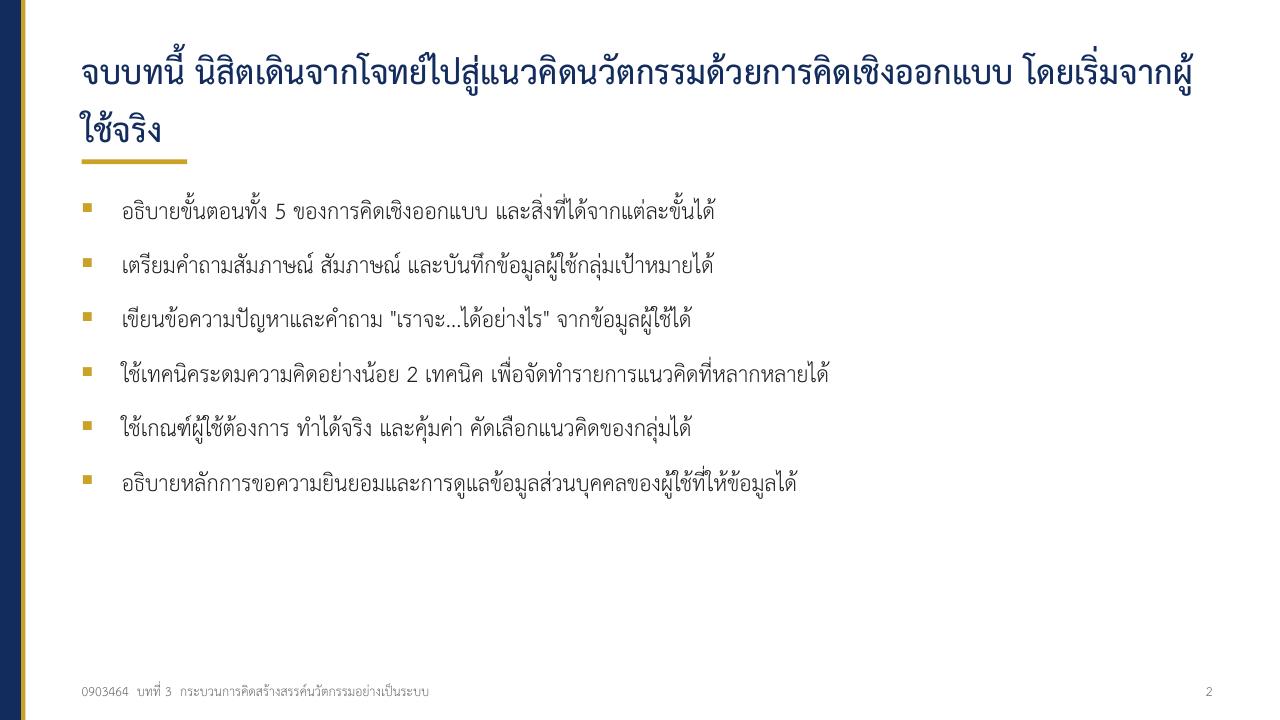 จบบทนี้ นิสิตเดินจากโจทย์ไปสู่แนวคิดนวัตกรรมด้วยการคิดเชิงออกแบบ โดยเริ่มจากผู้
ใช้จริง
อธิบายขั้นตอนทั้ง 5 ของการคิดเชิงออกแบบ และสิ่งที่ได้จากแต่ละขั้นได้
เตรียมคำถามสัมภาษณ์ สัมภาษณ์ และบันทึกข้อมูลผู้ใช้กลุ่มเป้าหมายได้
เขียนข้อความปัญหาและคำถาม "เราจะ...ได้อย่างไร" จากข้อมูลผู้ใช้ได้
ใช้เทคนิคระดมความคิดอย่างน้อย 2 เทคนิค เพื่อจัดทำรายการแนวคิดที่หลากหลายได้
ใช้เกณฑ์ผู้ใช้ต้องการ ทำได้จริง และคุ้มค่า คัดเลือกแนวคิดของกลุ่มได้
อธิบายหลักการขอความยินยอมและการดูแลข้อมูลส่วนบุคคลของผู้ใช้ที่ให้ข้อมูลได้
0903464 บทที่ 3 กระบวนการคิดสร้างสรรค์นวัตกรรมอย่างเป็นระบบ
2